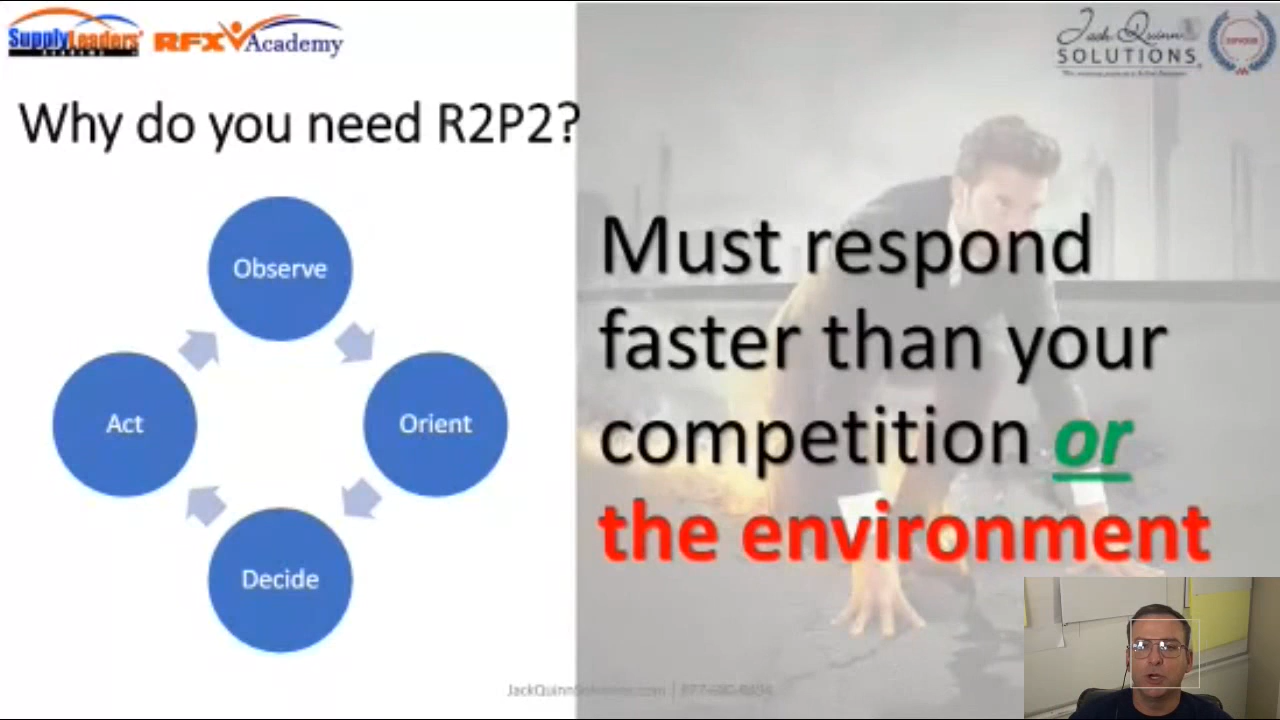 SupplyLeaders
ACADEMY
RFX Academy
Jack Quinn
SOLUTIONS
Why do you need R2P2?
Observe
Act
Orient
Decide
Must respond
faster than your
competition or
the environment